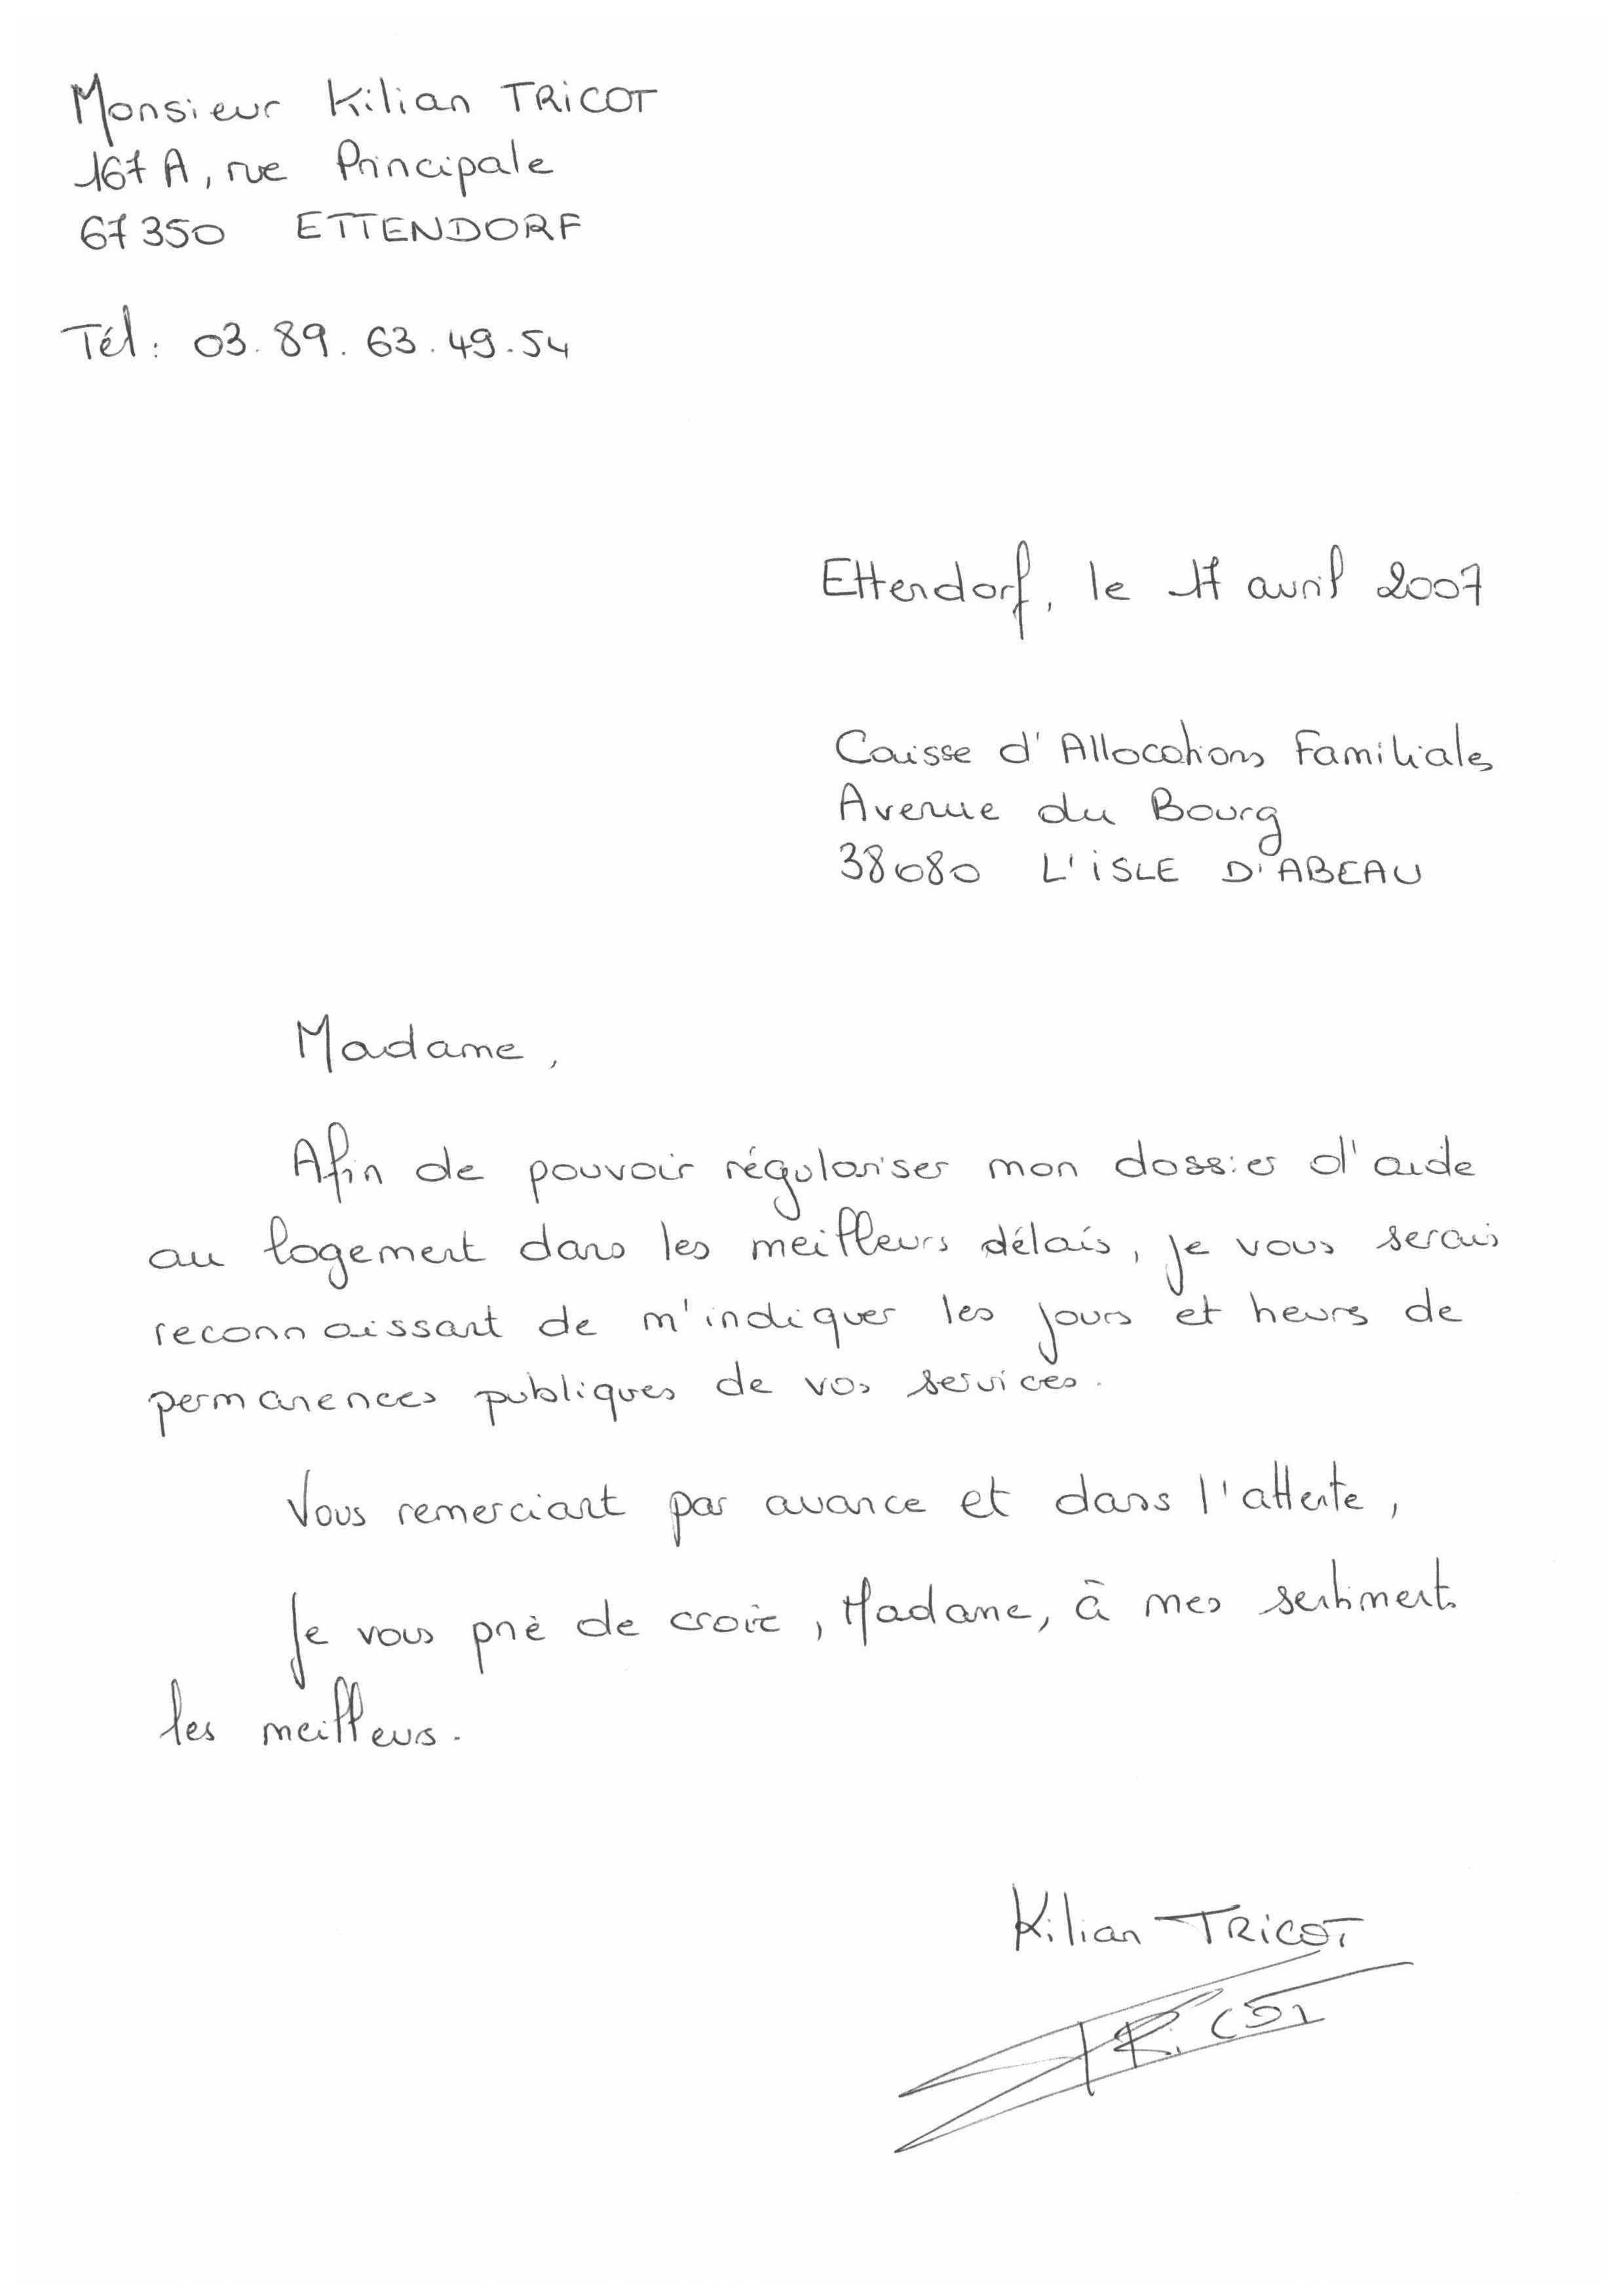 Monsieur Kilian TRICOT
167 A, rue Principale
67350 ETTENDORF
Tél: 03.89.63.49.54
Ettendorf, le 17 avril 2007
Caisse d'Allocations Familiales
Avenue du Bourg
38080 L'ISLE D'ABEAU
Madame,
Afin de pouvoir régulariser mon dossier d'aide
au logement dans les meilleurs délais, je vous serais
reconnaissant de m'indiquer les jours et heures de
permanences publiques de vos services.
Vous remerciant par avance et dans l'attente,
Je vous prie de croire, Madame, à mes sentiments
les meilleurs.
Kilian TRICOT
TRICOT